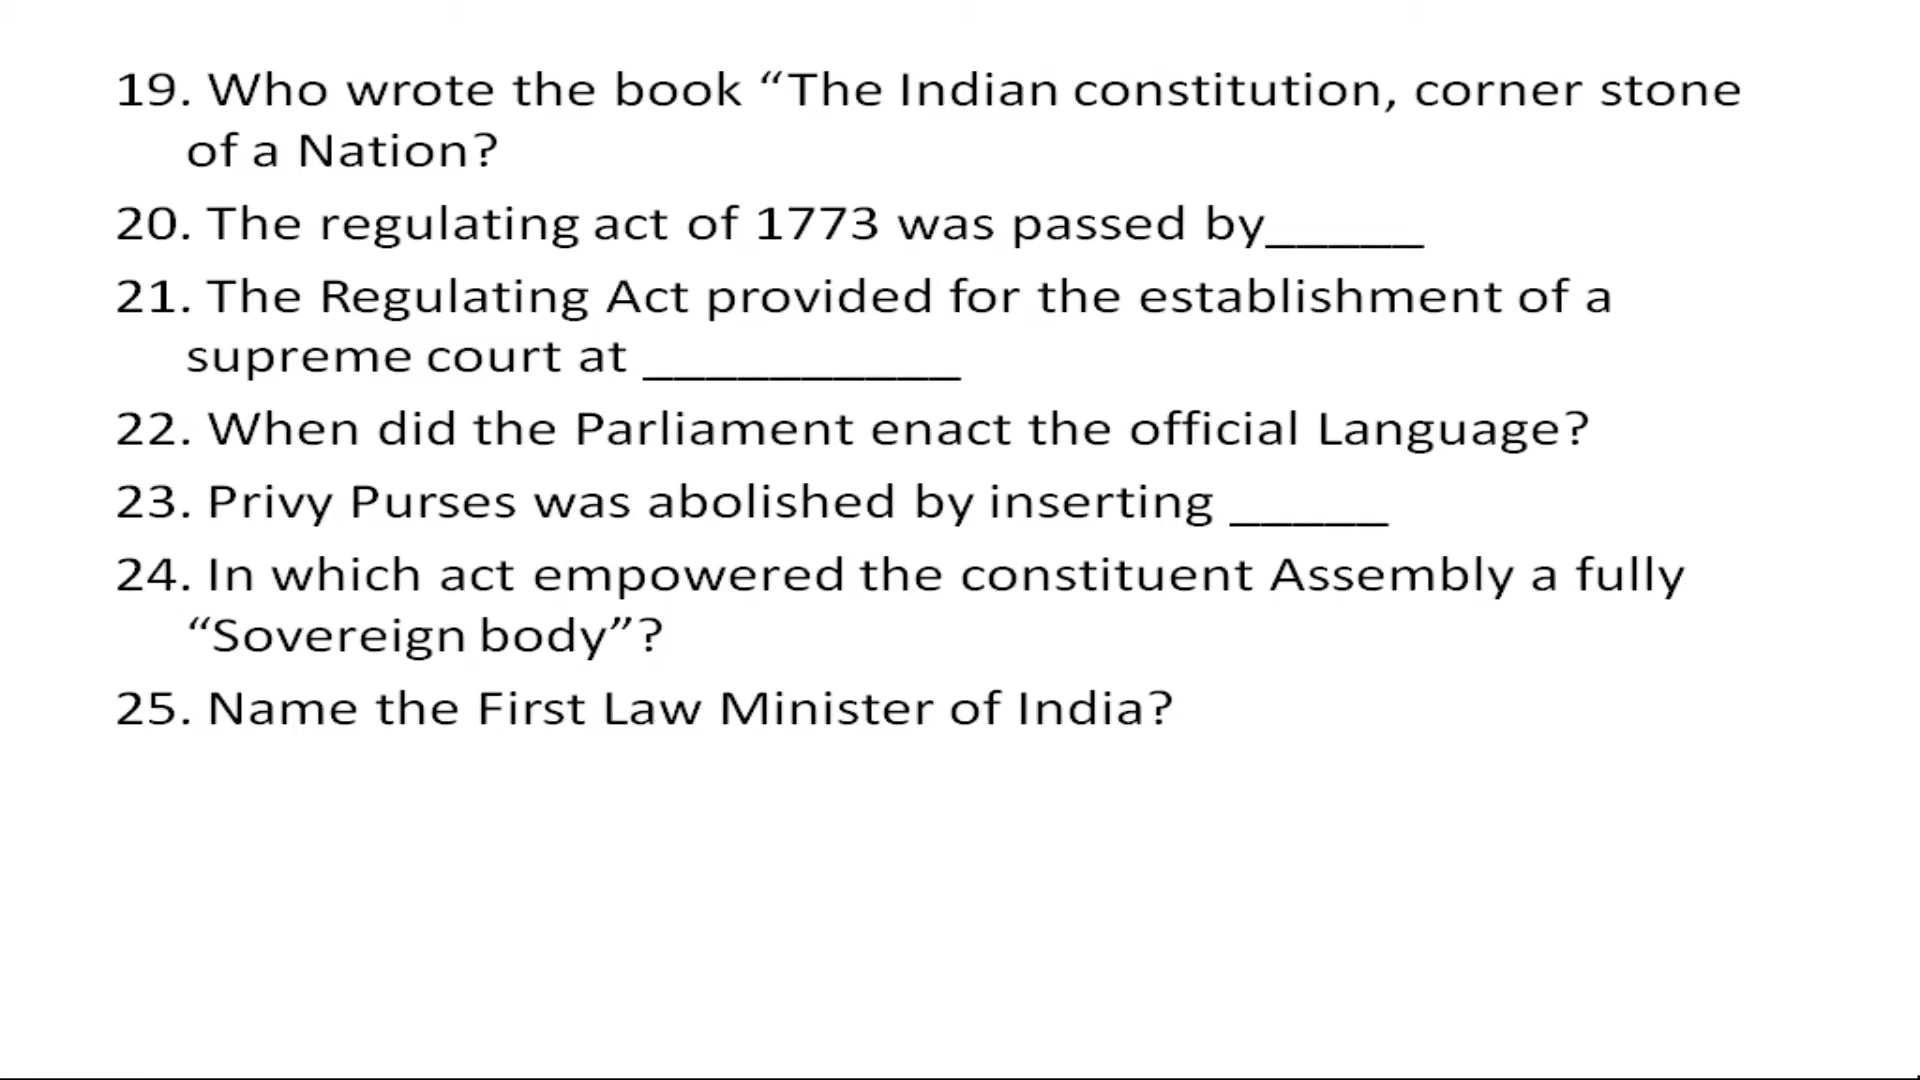 19. Who wrote the book “The Indian constitution, corner stone
of a Nation?
20. The regulating act of 1773 was passed by_____
21. The Regulating Act provided for the establishment of a
supreme court at __________
22. When did the Parliament enact the official Language?
23. Privy Purses was abolished by inserting _____
24. In which act empowered the constituent Assembly a fully
“Sovereign body”?
25. Name the First Law Minister of India?